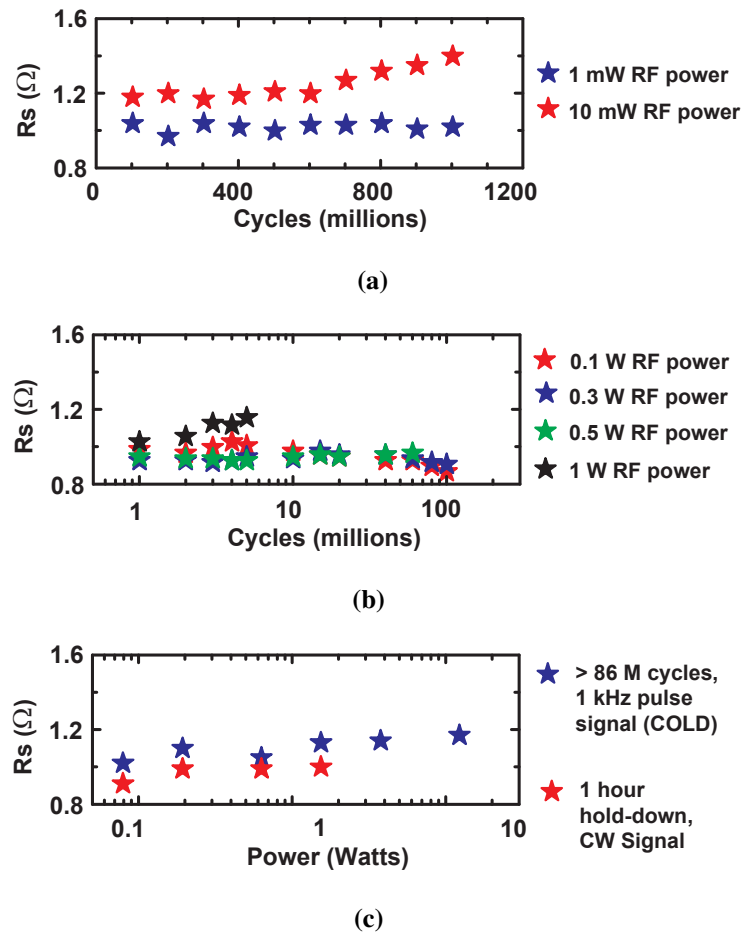 1.6
1.2
0.8
Rs (Ω)
0 400 800 1200
Cycles (millions)
1 mW RF power
10 mW RF power
(a)
1.6
1.2
0.8
Rs (Ω)
1 10 100
Cycles (millions)
0.1 W RF power
0.3 W RF power
0.5 W RF power
1 W RF power
(b)
1.6
1.2
0.8
Rs (Ω)
0.1 1 10
Power (Watts)
> 86 M cycles,
1 kHz pulse
signal (COLD)
1 hour
hold-down,
CW Signal
(c)